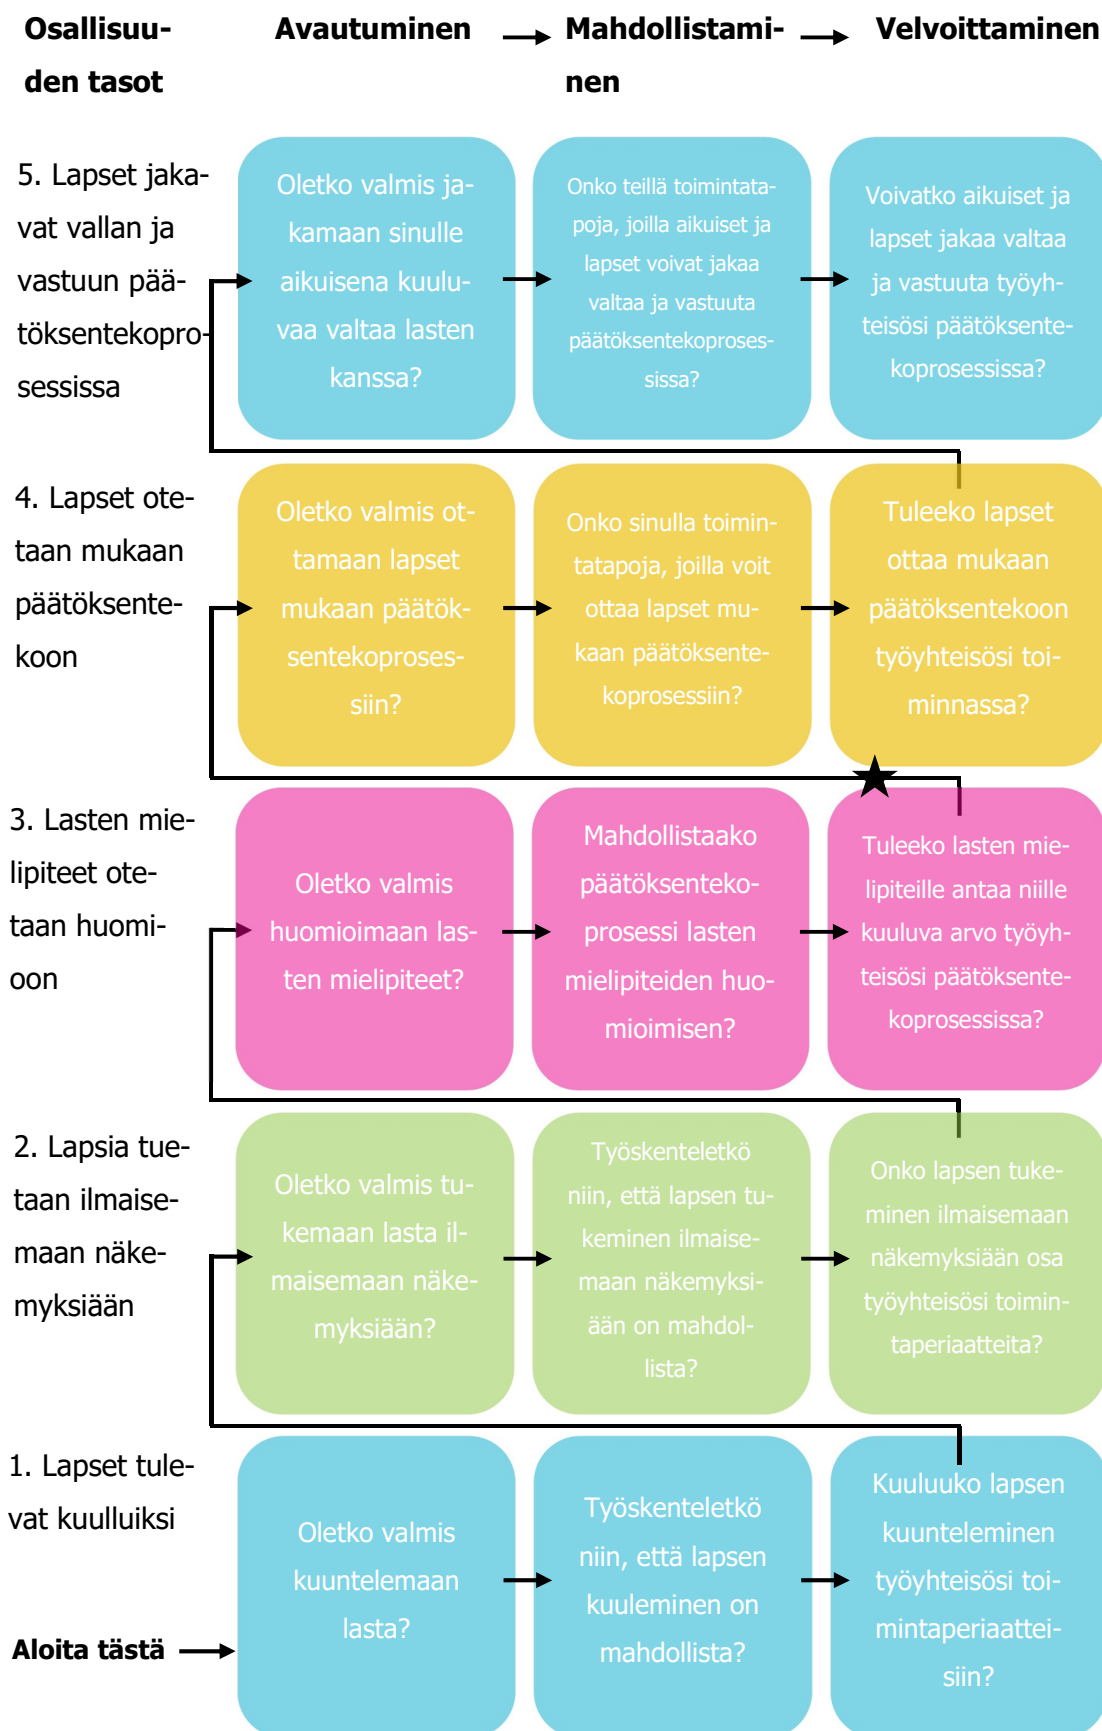 Osallisuu-
den tasot
Avautuminen
Mahdollistami-
nen
Velvoittaminen
5. Lapset jaka-
vat vallan ja
vastuun pää-
töksentekopro-
sessissa
Oletko valmis ja-
kamaan sinulle
aikuisena kuulu-
vaa valtaa lasten
kanssa?
Onko teillä toimintata-
poja, joilla aikuiset ja
lapset voivat jakaa
valtaa ja vastuuta
päätöksentekoproses-
sissa?
Voivatko aikuiset ja
lapset jakaa valtaa
ja vastuuta työyh-
teisösi päätöksente-
koprosessissa?
4. Lapset ote-
taan mukaan
päätöksente-
koon
Oletko valmis ot-
tamaan lapset
mukaan päätök-
sentekoproses-
siin?
Onko sinulla toimin-
tatapoja, joilla voit
ottaa lapset mu-
kaan päätöksente-
koprosessiin?
Tuleeko lapset
ottaa mukaan
päätöksentekoon
työyhteisösi toi-
minnassa?
3. Lasten mie-
lipiteet ote-
taan huomi-
oon
Oletko valmis
huomioimaan las-
ten mielipiteet?
Mahdollistaako
päätöksenteko-
prosessi lasten
mielipiteiden huo-
mioimisen?
Tuleeko lasten mie-
lipiteille antaa niille
kuuluva arvo työyh-
teisösi päätöksente-
koprosessissa?
2. Lapsia tue-
taan ilmaise-
maan näke-
myksiään
Oletko valmis tu-
kemaan lasta il-
maisemaan näke-
myksiään?
Työskenteletkö
niin, että lapsen tu-
keminen ilmaise-
maan näkemyksi-
ään on mahdol-
lista?
Onko lapsen tuke-
minen ilmaisemaan
näkemyksiään osa
työyhteisösi toimin-
taperiaatteita?
1. Lapset tule-
vat kuulluiksi
Aloita tästä
Oletko valmis
kuuntelemaan
lasta?
Työskenteletkö
niin, että lapsen
kuuleminen on
mahdollista?
Kuuluuko lapsen
kuunteleminen
työyhteisösi toi-
mintaperiaattei-
siin?